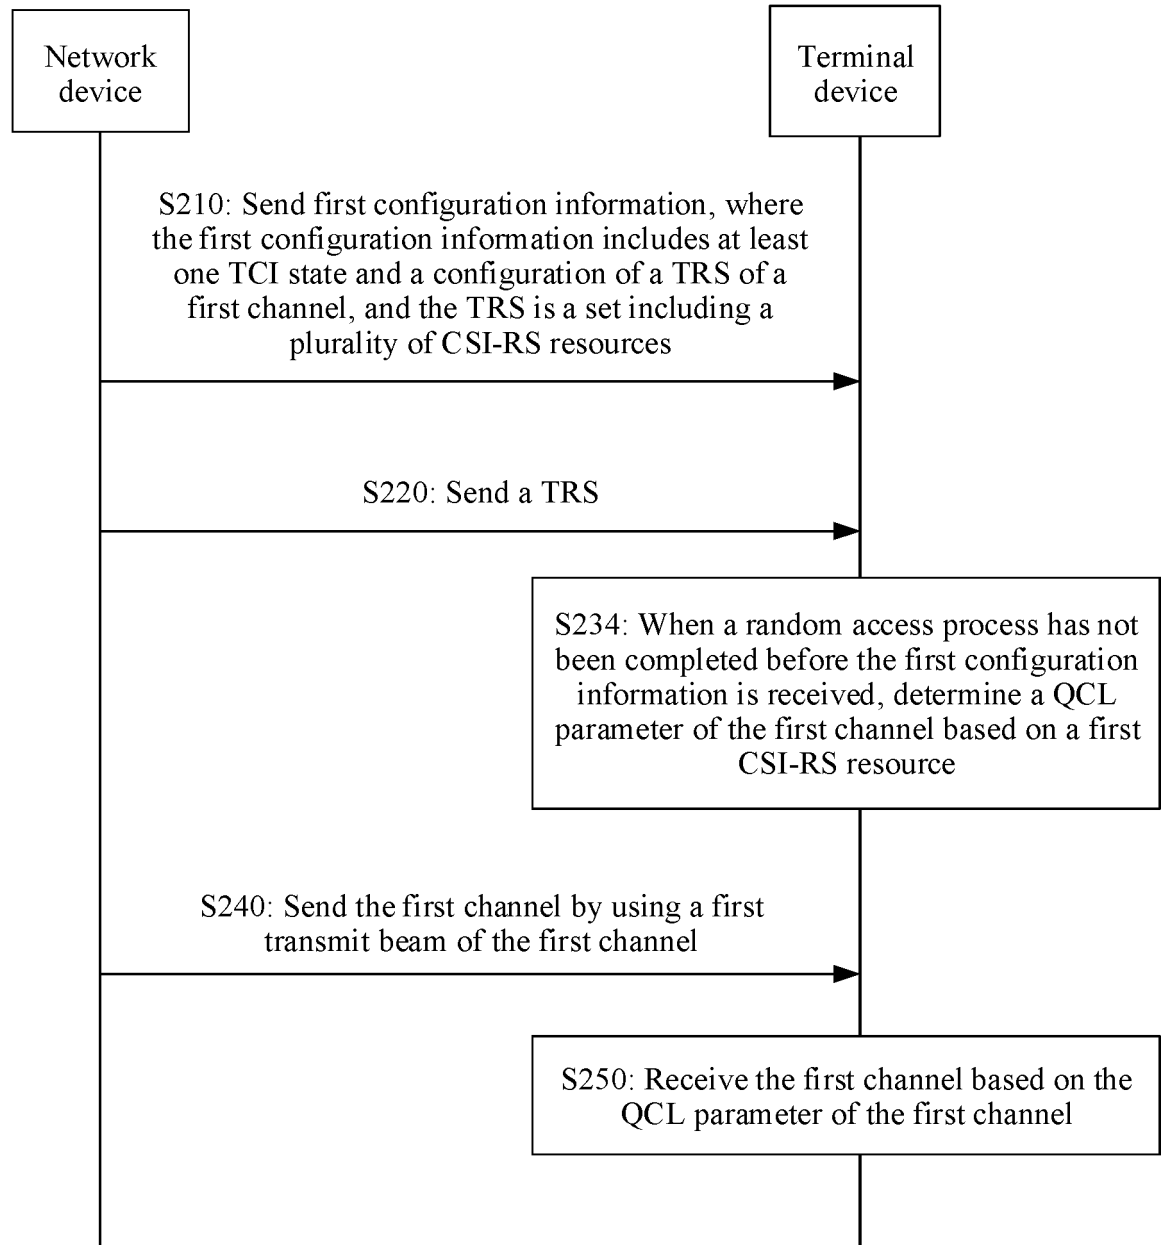 Network
device
Terminal
device
S210: Send first configuration information, where
the first configuration information includes at least
one TCI state and a configuration of a TRS of a
first channel, and the TRS is a set including a
plurality of CSI-RS resources
S220: Send a TRS
S234: When a random access process has not
been completed before the first configuration
information is received, determine a QCL
parameter of the first channel based on a first
CSI-RS resource
S240: Send the first channel by using a first
transmit beam of the first channel
S250: Receive the first channel based on the
QCL parameter of the first channel